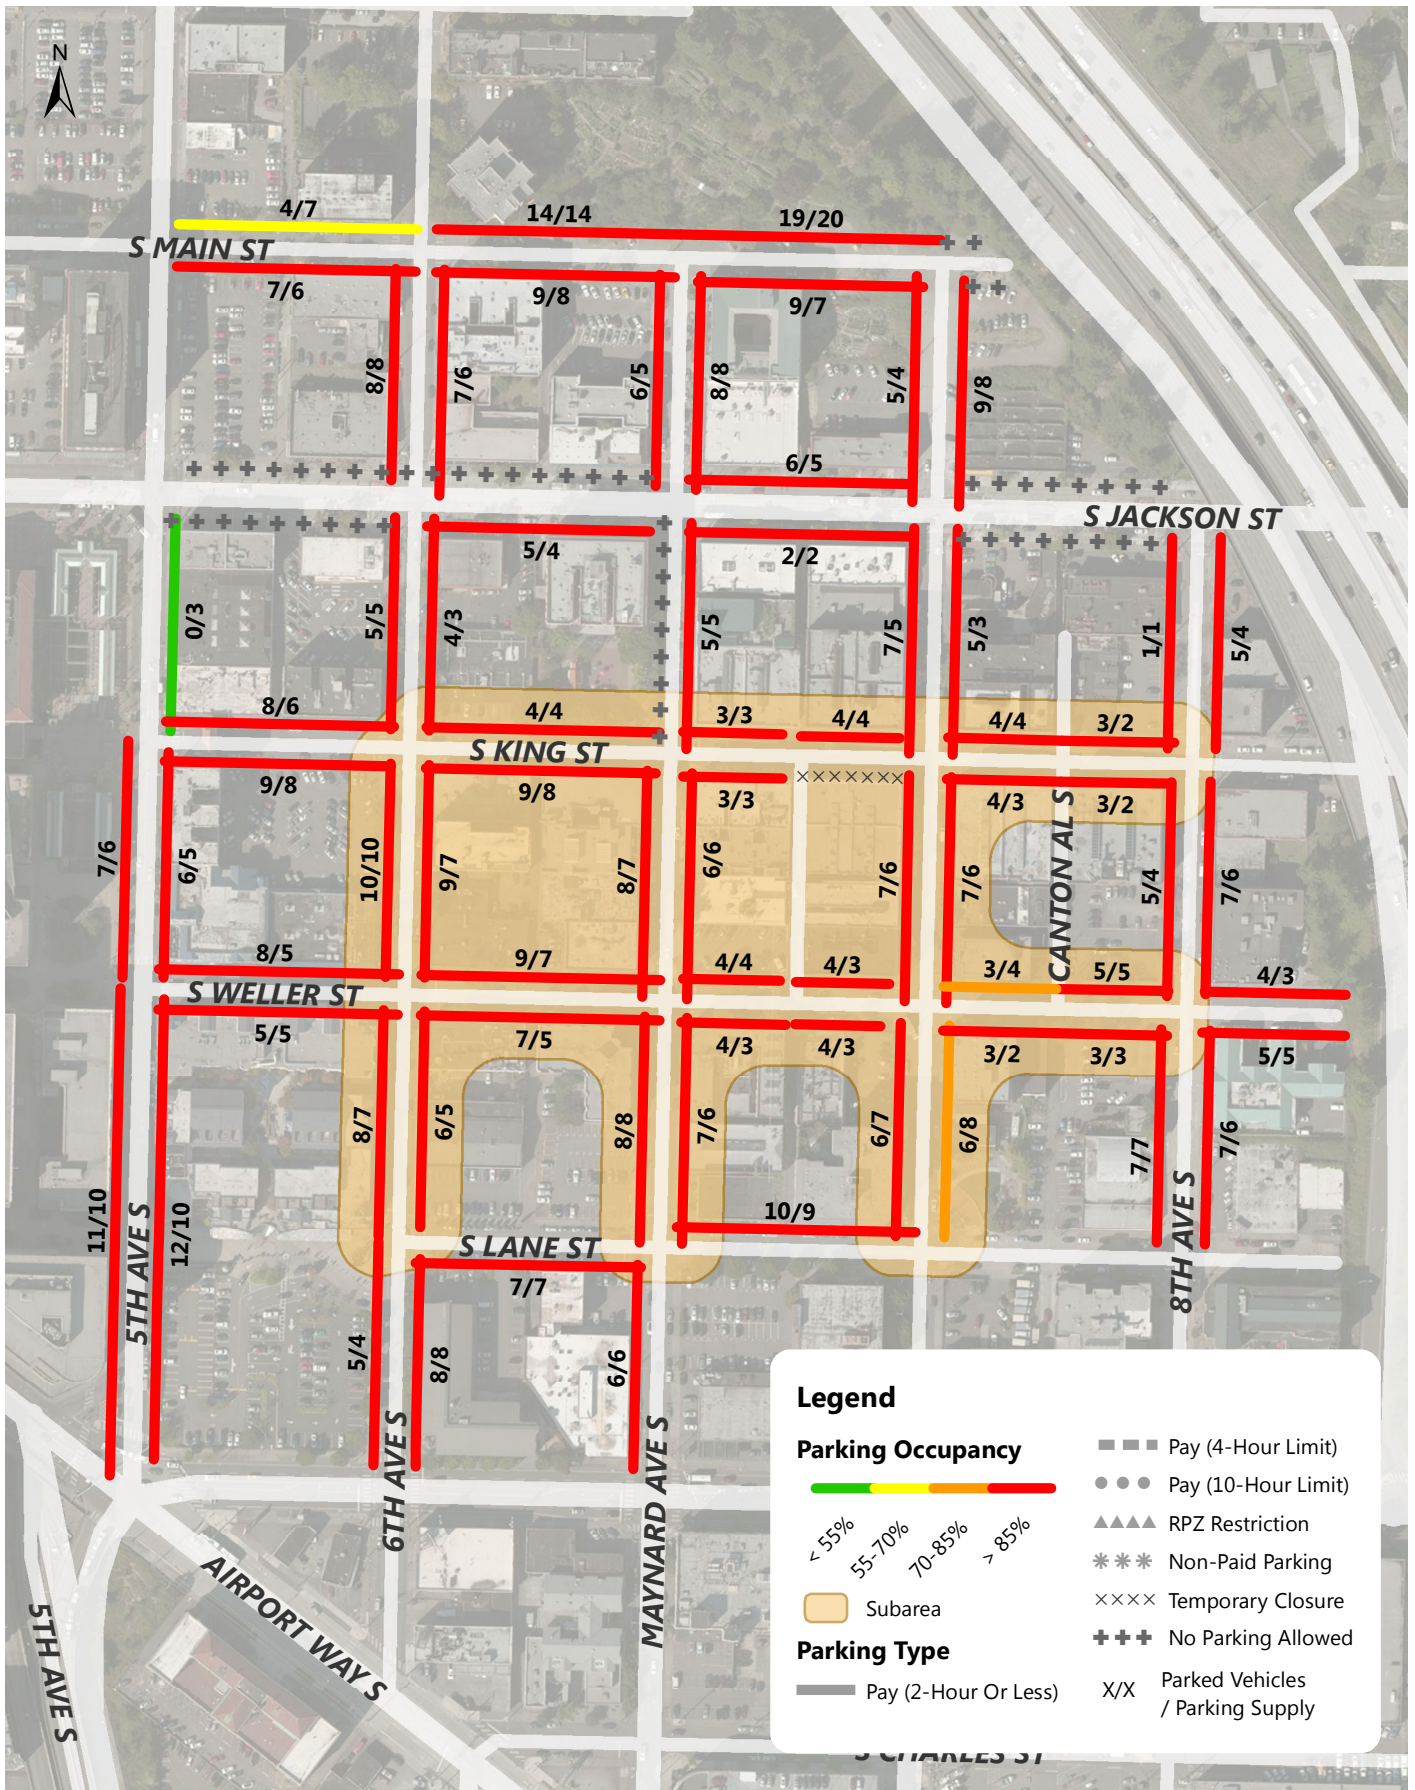 N
4/7
14/14
19/20
S MAIN ST
7/6
9/8
9/7
8/8
7/6
6/5
8/8
5/4
9/8
6/5
S JACKSON ST
5/4
2/2
0/3
5/5
4/3
5/5
7/5
5/3
1/1
5/4
8/6
4/4
3/3
4/4
4/4
3/2
S KING ST
9/8
9/8
3/3
4/3
3/2
7/6
6/5
10/10
9/7
8/7
6/6
7/6
7/6
CANTON AL S
5/4
7/6
8/5
9/7
4/4
4/3
3/4
5/5
4/3
S WELLER ST
5/5
7/5
4/3
4/3
3/2
3/3
5/5
8/7
6/5
8/8
7/6
6/7
6/8
7/7
7/6
11/10
12/10
10/9
5TH AVE S
S LANE ST
8TH AVE S
7/7
5/4
8/8
6/6
6TH AVE S
MAYNARD AVE S
AIRPORT WAY S
5TH AVE S
S CHARLES ST
Legend
Parking Occupancy
< 55%
55-70%
70-85%
> 85%
Subarea
Parking Type
Pay (2-Hour Or Less)
Pay (4-Hour Limit)
Pay (10-Hour Limit)
RPZ Restriction
Non-Paid Parking
Temporary Closure
No Parking Allowed
X/X
Parked Vehicles
/ Parking Supply